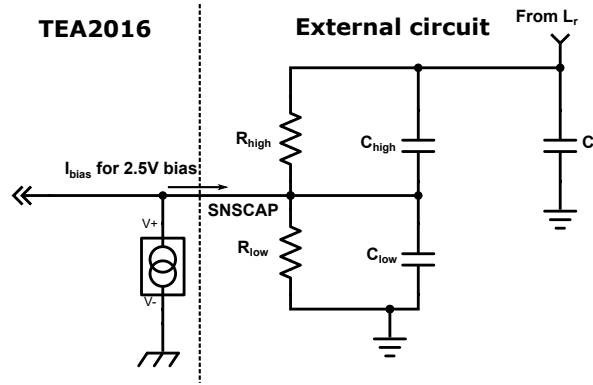 From Lr
TEA2016
External circuit
Rhigh
Chigh
C
Ibias for 2.5V bias
SNSCAP
V+
Rlow
Clow
V-